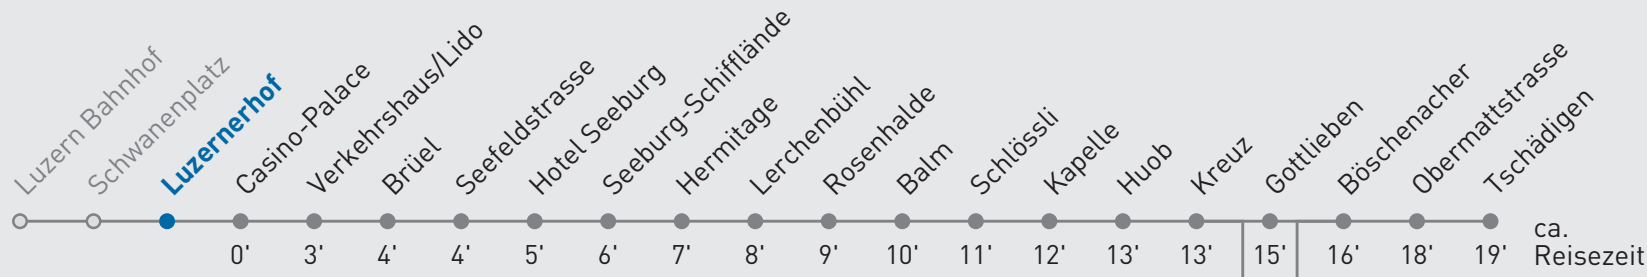 Luzern Bahnhof
Schwanenplatz
Luzernerhof
Casino-Palace
Verkehrshaus/Lido
Brüel
Seefeldstrasse
Hotel Seeburg
Seeburg-Schifflände
Hermitage
Lerchenbühl
Rosenhalde
Balm
Schlössli
Kapelle
Huob
Kreuz
Gottlieben
Böschenacher
Obermattstrasse
Tschädigen
0' 3' 4' 4' 5' 6' 7' 8' 9' 10' 11' 12' 13' 13' 15' 16' 18' 19'
ca.
Reisezeit